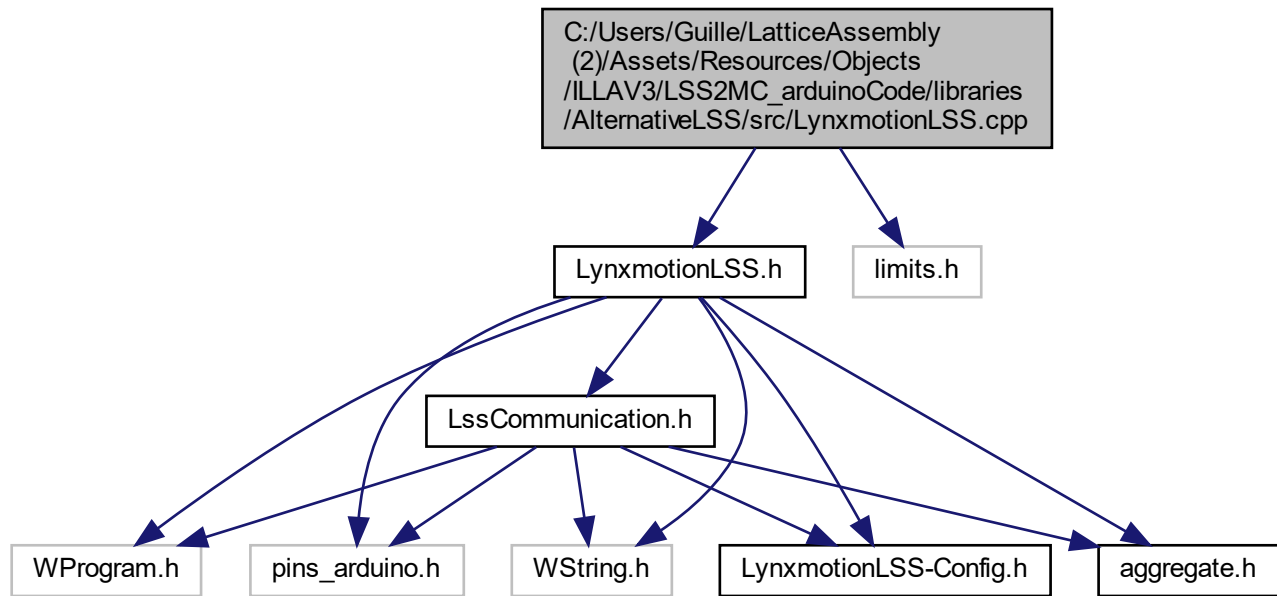 C:/Users/Guille/LatticeAssembly
(2)/Assets/Resources/Objects
/ILLAV3/LSS2MC_arduinoCode/libraries
/AlternativeLSS/src/LynxmotionLSS.cpp
LynxmotionLSS.h
limits.h
LssCommunication.h
WProgram.h
pins_arduino.h
WString.h
LynxmotionLSS-Config.h
aggregate.h